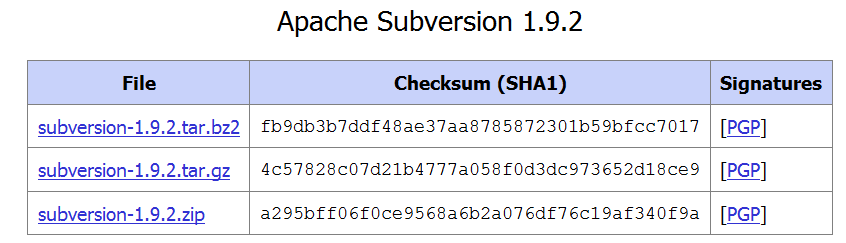 Apache Subversion 1.9.2
File Checksum (SHA1) Signatures
subversion-1.9.2.tar.bz2 fb9db3b7ddf48ae37aa8785872301b59bfcc7017 [PGP]
subversion-1.9.2.tar.gz 4c57828c07d21b4777a058f0d3dc973652d18ce9 [PGP]
subversion-1.9.2.zip a295bff06f0ce9568a6b2a076df76c19af340f9a [PGP]